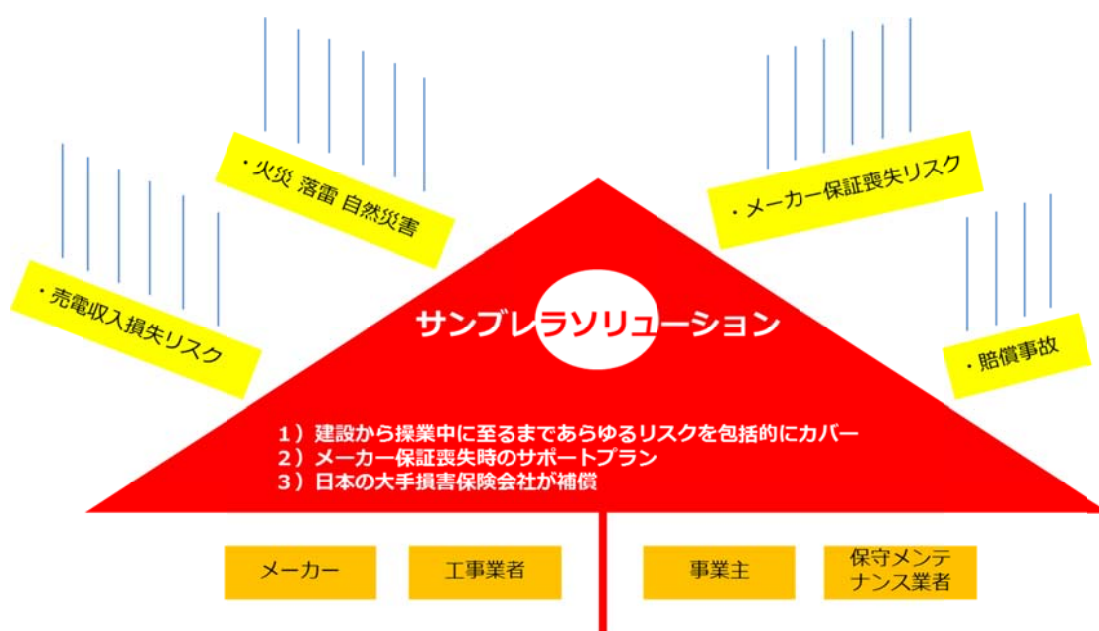 ・火災 落雷 自然災害
・メーカー保証喪失リスク
・売電収入損失リスク
・賠償事故
サンブレラソリューション
1）建設から操業中に至るまであらゆるリスクを包括的にカバー
2）メーカー保証喪失時のサポートプラン
3）日本の大手損害保険会社が補償
メーカー
工事業者
事業主
保守メンテ
ナンス業者